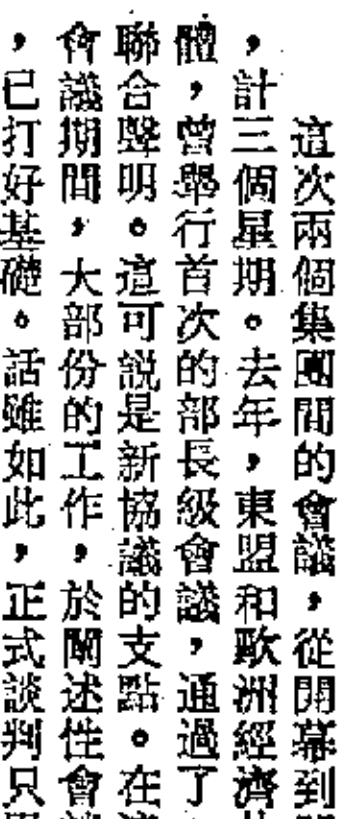 這次兩個集團間的會議,從開幕到
,計三個星期。去年,東盟和歐洲經濟
體,曾舉行首次的部長級會議,通過了
聯合聲明。這可說是新協議的支點。在
會議期間,大部份的工作,於闡述性會
,已打好基礎。話雖如此,正式談判只